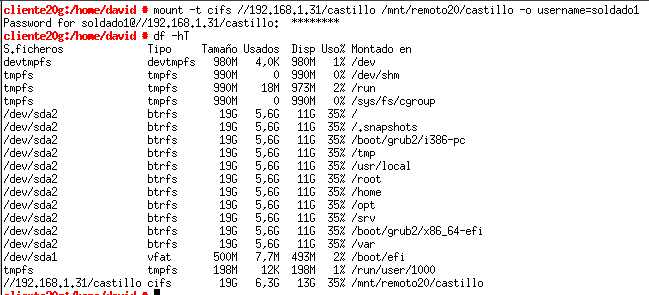 cliente20g:/home/david # mount -t cifs //192.168.1.31/castillo /mnt/remoto20/castillo -o username=soldado1
Password for soldado1@//192.168.1.31/castillo:  ********
cliente20g:/home/david # df -hT
S.ficheros Tipo Tamaño Usados Disp Uso% Montado en
devtmpfs devtmpfs 980M 4,0K 980M 1% /dev
tmpfs tmpfs 990M 0 990M 0% /dev/shm
tmpfs tmpfs 990M 18M 973M 2% /run
tmpfs tmpfs 990M 0 990M 0% /sys/fs/cgroup
/dev/sda2 btrfs 19G 5,6G 11G 35% /
/dev/sda2 btrfs 19G 5,6G 11G 35% /.snapshots
/dev/sda2 btrfs 19G 5,6G 11G 35% /boot/grub2/i386-pc
/dev/sda2 btrfs 19G 5,6G 11G 35% /tmp
/dev/sda2 btrfs 19G 5,6G 11G 35% /usr/local
/dev/sda2 btrfs 19G 5,6G 11G 35% /root
/dev/sda2 btrfs 19G 5,6G 11G 35% /home
/dev/sda2 btrfs 19G 5,6G 11G 35% /opt
/dev/sda2 btrfs 19G 5,6G 11G 35% /srv
/dev/sda2 btrfs 19G 5,6G 11G 35% /boot/grub2/x86_64-efi
/dev/sda2 btrfs 19G 5,6G 11G 35% /var
/dev/sda1 vfat 500M 7,7M 493M 2% /boot/efi
tmpfs tmpfs 198M 12K 198M 1% /run/user/1000
//192.168.1.31/castillo cifs 19G 6,3G 13G 35% /mnt/remoto20/castillo
cliente20g:/home/david #